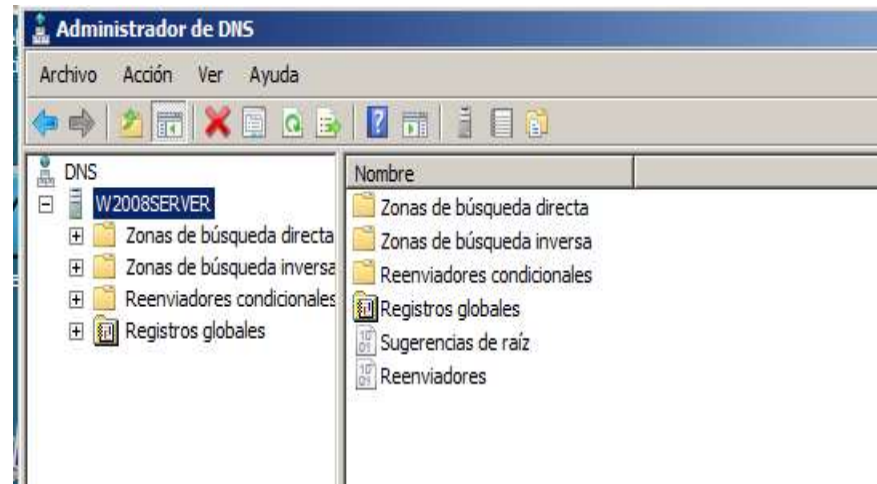 Administrador de DNS
Archivo Acción Ver Ayuda
DNS
W2008SERVER
Zonas de búsqueda directa
Zonas de búsqueda inversa
Reenviadores condicionales
Registros globales
Nombre
Zonas de búsqueda directa
Zonas de búsqueda inversa
Reenviadores condicionales
Registros globales
Sugerencias de raíz
Reenviadores